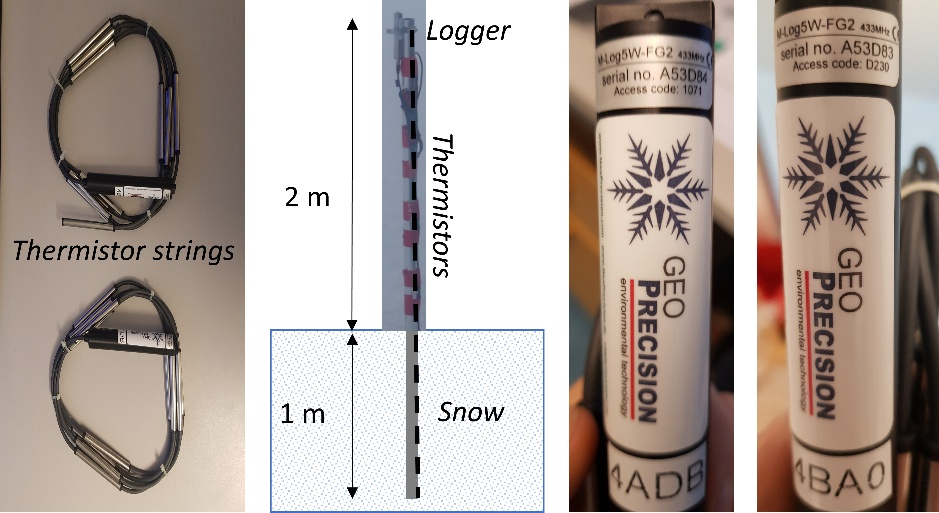 Thermistor strings
Logger
2 m
Thermistors
1 m
Snow
M-Log5W-FG2 433MHz
serial no. A53D84
Access code: 1071
GEO
PRECISION
environmental technology
4ADB
M-Log5W-FG2 433MHz
serial no. A53D83
Access code: D230
GEO
PRECISION
environmental technology
4BA0